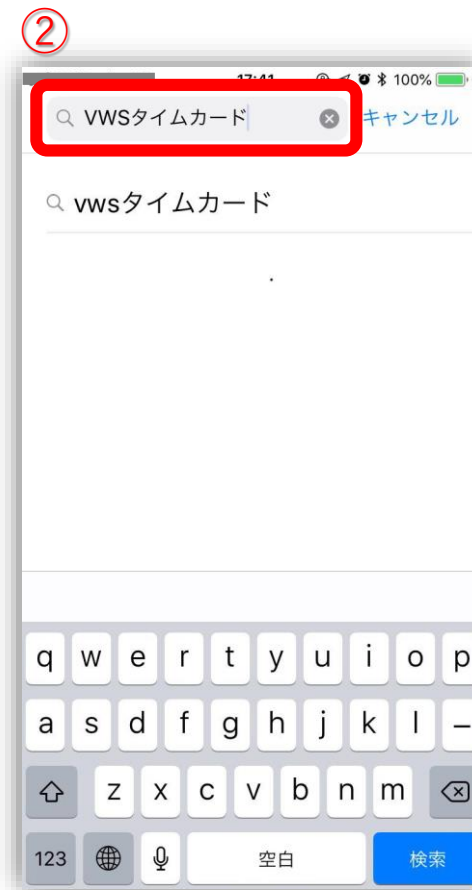 ②
17:41 100%
VWSタイムカード キャンセル
vwsタイムカード
q w e r t y u i o p
a s d f g h j k l ー
z x c v b n m
123 空白 検索